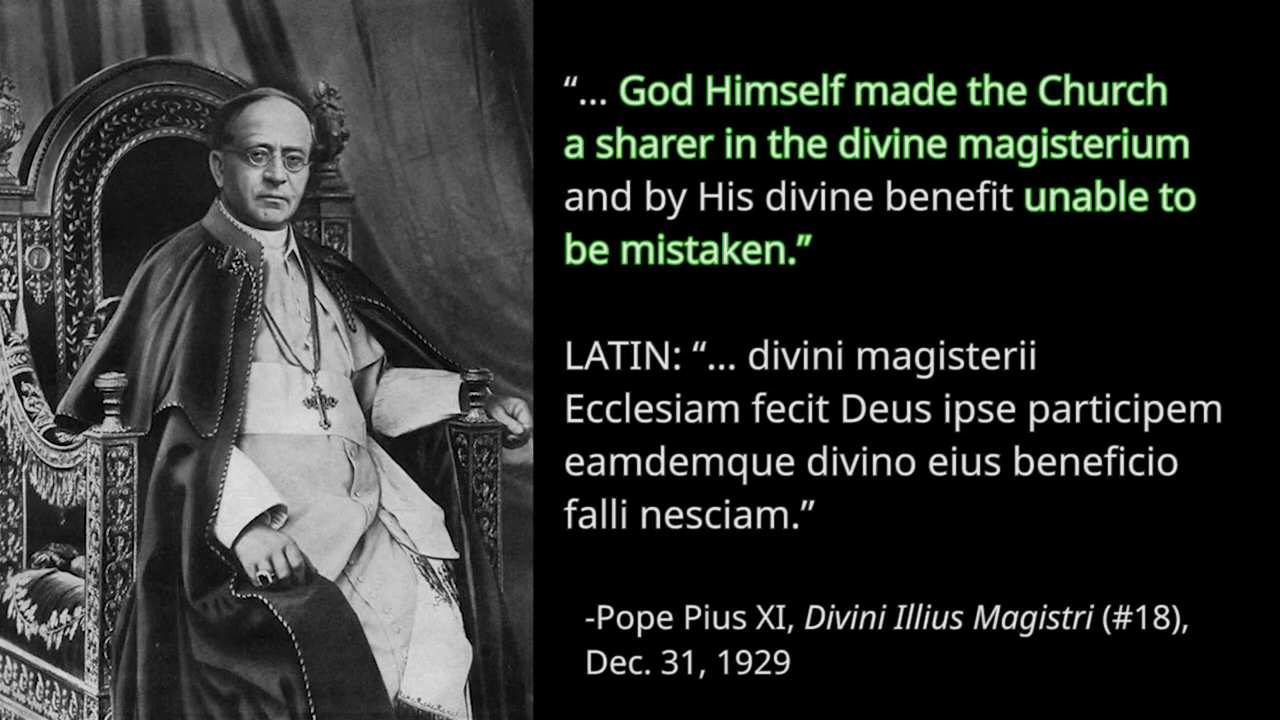 “... God Himself made the Church
a sharer in the divine magisterium
and by His divine benefit unable to
be mistaken.”
LATIN: “... divini magisterii
Ecclesiam fecit Deus ipse participem
eamdemque divino eius beneficio
falli nesciam.”
-Pope Pius XI, Divini Illius Magistri (#18),
Dec. 31, 1929